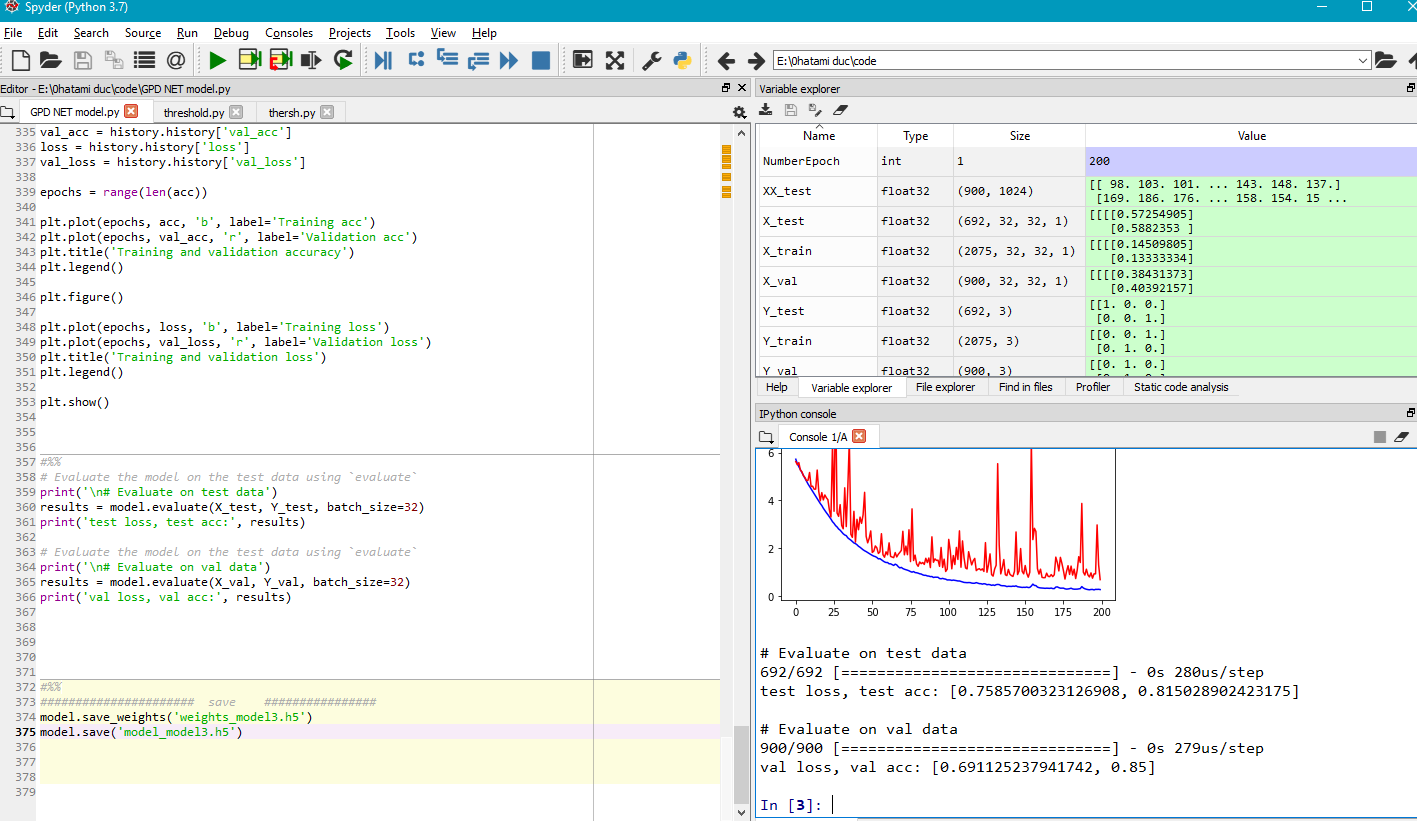 Spyder (Python 3.7)
File Edit Search Source Run Debug Consoles Projects Tools View Help
E:\0hatami duc\code
Editor - E:\0hatami duc\code\GPD NET model.py
GPD NET model.py threshold.py thersh.py
335 val_acc = history.history['val_acc']
336 loss = history.history['loss']
337 val_loss = history.history['val_loss']
338
339 epochs = range(len(acc))
340
341 plt.plot(epochs, acc, 'b', label='Training acc')
342 plt.plot(epochs, val_acc, 'r', label='Validation acc')
343 plt.title('Training and validation accuracy')
344 plt.legend()
345
346 plt.figure()
347
348 plt.plot(epochs, loss, 'b', label='Training loss')
349 plt.plot(epochs, val_loss, 'r', label='Validation loss')
350 plt.title('Training and validation loss')
351 plt.legend()
352
353 plt.show()
354
355
356
357 #%%
358 # Evaluate the model on the test data using `evaluate`
359 print('\n# Evaluate on test data')
360 results = model.evaluate(X_test, Y_test, batch_size=32)
361 print('test loss, test acc:', results)
362
363 # Evaluate the model on the test data using `evaluate`
364 print('\n# Evaluate on val data')
365 results = model.evaluate(X_val, Y_val, batch_size=32)
366 print('val loss, val acc:', results)
367
368
369
370
371
372 #%%
373 ###################### save ################
374 model.save_weights('weights_model3.h5')
375 model.save('model_model3.h5')
376
377
378
379
Variable explorer
Name Type Size Value
NumberEpoch int 1 200
XX_test float32 (900, 1024) [[ 98. 103. 101. ... 143. 148. 137.]
[169. 186. 176. ... 158. 154. 15 ...
X_test float32 (692, 32, 32, 1) [[[[0.57254905]
[0.5882353 ]
X_train float32 (2075, 32, 32, 1) [[[[0.14509805]
[0.13333334]
X_val float32 (900, 32, 32, 1) [[[[0.38431373]
[0.40392157]
Y_test float32 (692, 3) [[1. 0. 0.]
[0. 0. 1.]
Y_train float32 (2075, 3) [[0. 0. 1.]
[0. 1. 0.]
Y_val float32 (900, 3) [[0. 1. 0.]
Help Variable explorer File explorer Find in files Profiler Static code analysis
IPython console
Console 1/A
6
4
2
0
0 25 50 75 100 125 150 175 200
# Evaluate on test data
692/692 [==============================] - 0s 280us/step
test loss, test acc: [0.7585700323126908, 0.815028902423175]
# Evaluate on val data
900/900 [==============================] - 0s 279us/step
val loss, val acc: [0.691125237941742, 0.85]
In [3]: